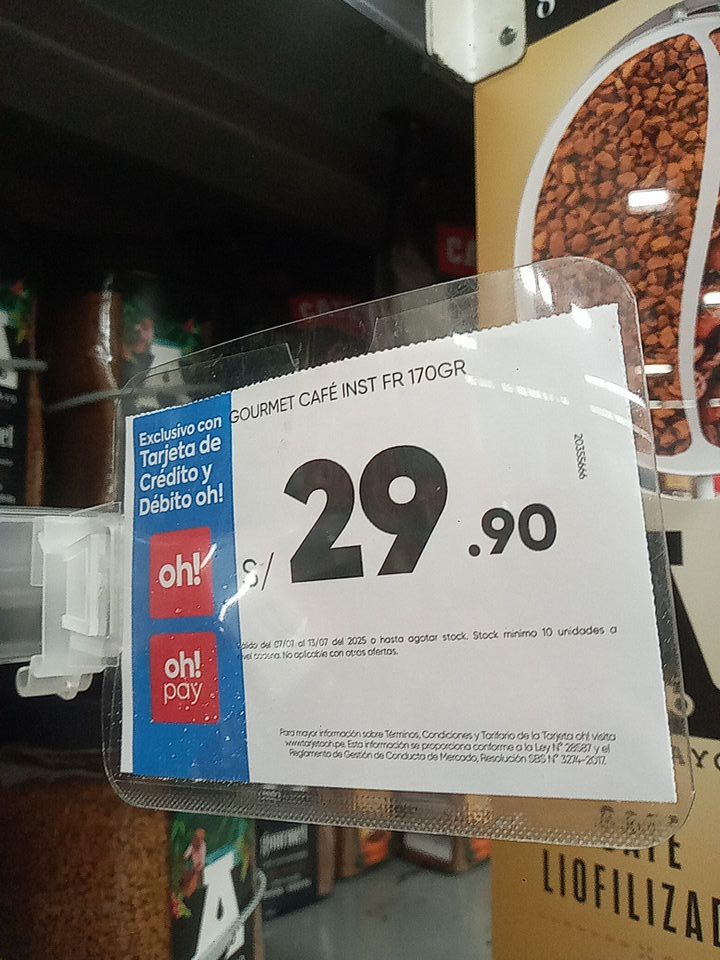 GOURMET CAFÉ INST FR 170GR
Exclusivo con
Tarjeta de
Crédito y
Débito oh!
oh!
oh!
pay
S/ 29.90
20355666
Válido del 07/07 al 13/07 del 2025 o hasta agotar stock. Stock mínimo 10 unidades a
nivel cadena. No aplicable con otras ofertas.
Para mayor información sobre Términos, Condiciones y Tarifario de la Tarjeta oh! visita
www.tarjetaoh.pe. Esta información se proporciona conforme a la Ley N° 28587 y el
Reglamento de Gestión de Conducta de Mercado, Resolución SBS N° 3274-2017.
CAFÉ
LIOFILIZAD